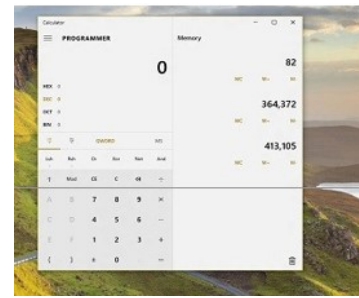 Calculator
PROGRAMMER
Memory
0
82
MC M+ M-
HEX 0
DEC 0
OCT 0
BIN 0
364,372
MC M+ M-
QWORD MS
413,105
MC M+ M-
Lsh Rsh Or Xor Not And
↑ Mod CE C ⌫ ÷
A B 7 8 9 ×
C D 4 5 6 −
E F 1 2 3 +
( ) ± 0 =